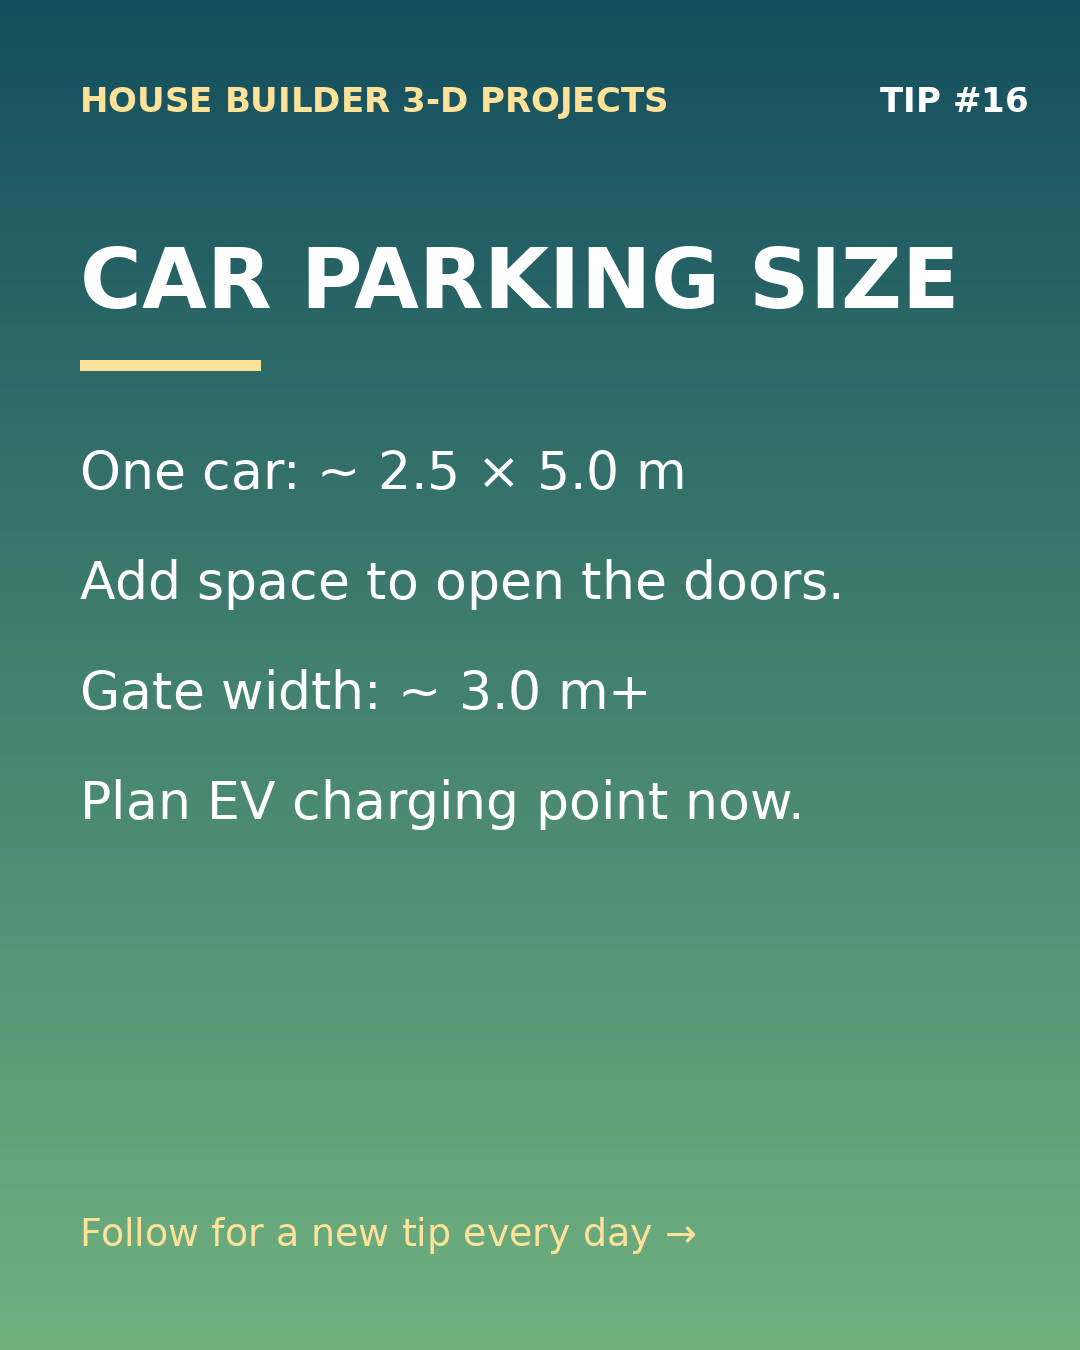 HOUSE BUILDER 3-D PROJECTS
TIP #16
CAR PARKING SIZE
One car: ~ 2.5 × 5.0 m
Add space to open the doors.
Gate width: ~ 3.0 m+
Plan EV charging point now.
Follow for a new tip every day →